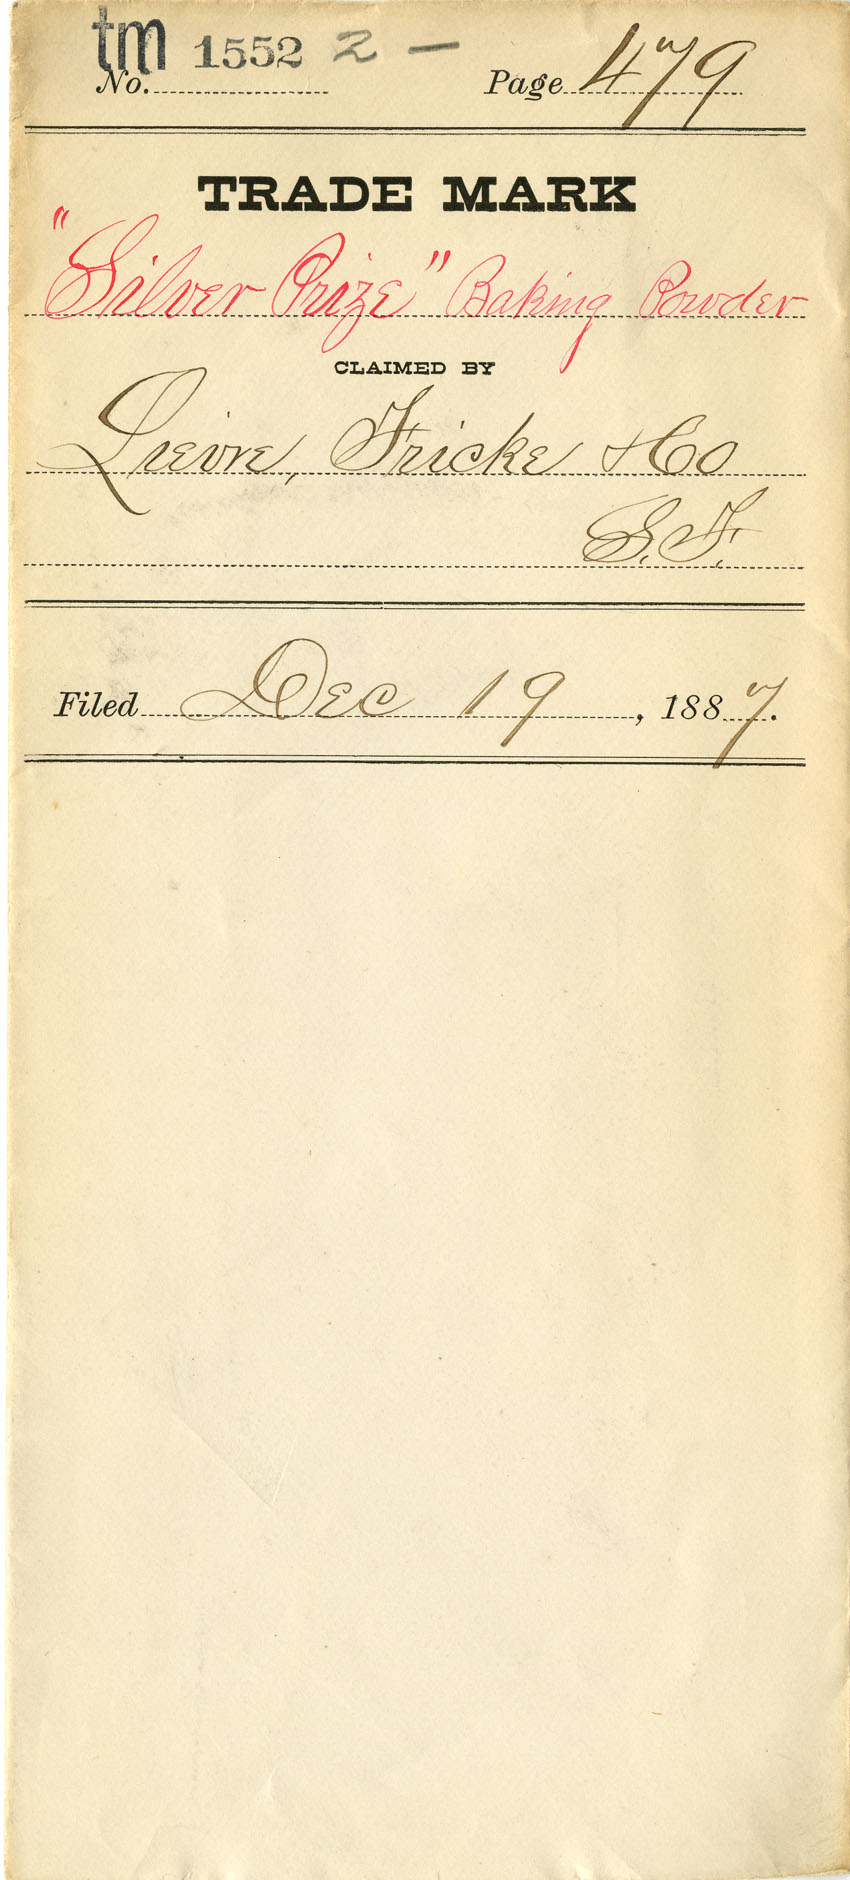 tm 1552 2 —
No. Page 479
TRADE MARK
"Silver Prize" Baking Powder
CLAIMED BY
Lievre, Fricke & Co
S. F.
Filed Dec 19, 1887.